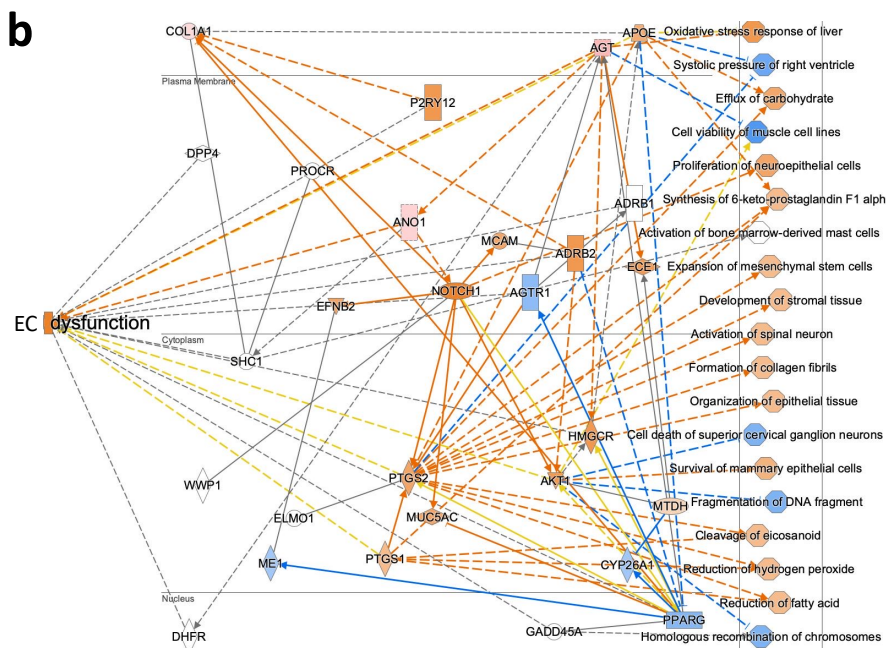 b
COL1A1
APOE
Oxidative stress response of liver
AGT
Systolic pressure of right ventricle
Plasma Membrane
P2RY12
Efflux of carbohydrate
Cell viability of muscle cell lines
DPP4
PROCR
Proliferation of neuroepithelial cells
ADRB1
Synthesis of 6-keto-prostaglandin F1 alph
ANO1
MCAM
Activation of bone marrow-derived mast cells
ADRB2
ECE1
Expansion of mesenchymal stem cells
NOTCH1
AGTR1
EFNB2
Development of stromal tissue
EC dysfunction
Cytoplasm
Activation of spinal neuron
SHC1
Formation of collagen fibrils
Organization of epithelial tissue
HMGCR
Cell death of superior cervical ganglion neurons
PTGS2
AKT1
Survival of mammary epithelial cells
WWP1
MTDH
Fragmentation of DNA fragment
ELMO1
MUC5AC
Cleavage of eicosanoid
ME1
PTGS1
CYP26A1
Reduction of hydrogen peroxide
Nucleus
Reduction of fatty acid
PPARG
DHFR
GADD45A
Homologous recombination of chromosomes